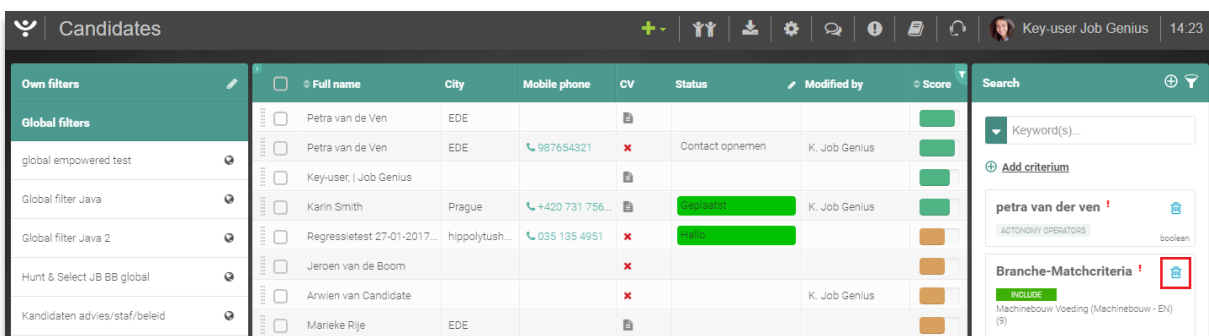 Candidates
Key-user Job Genius 14:23
Own filters
Global filters
global empowered test
Global filter Java
Global filter Java 2
Hunt & Select JB BB global
Kandidaten advies/staf/beleid
Full name City Mobile phone CV Status Modified by Score
Petra van de Ven EDE
Petra van de Ven EDE 987654321 Contact opnemen K. Job Genius
Key-user, | Job Genius
Karin Smith Prague +420 731 756... Geplaatst K. Job Genius
Regressietest 27-01-2017... hippolytush... 035 135 4951 Hallo
Jeroen van de Boom
Arwien van Candidate K. Job Genius
Marieke Rije EDE
Search
Keyword(s)...
Add criterium
petra van der ven !
ACTONOMY OPERATORS
boolean
Branche-Matchcriteria !
INCLUDE
Machinebouw Voeding (Machinebouw - EN)
(9)